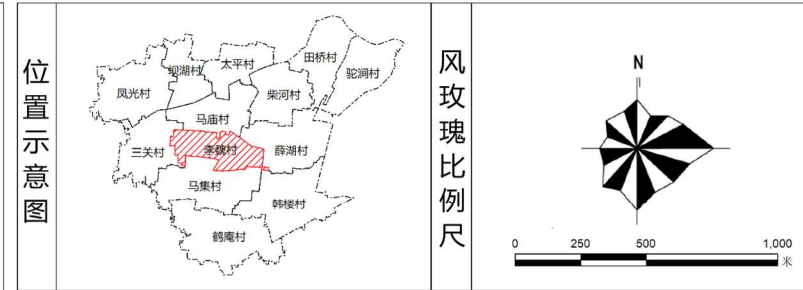 位置示意图
田桥村
太平村
坝湖村
驼涧村
凤光村
柴河村
马庙村
三关村
李魏村
薛湖村
马集村
韩楼村
鹤庵村
风玫瑰比例尺
N
0 250 500 1,000
米